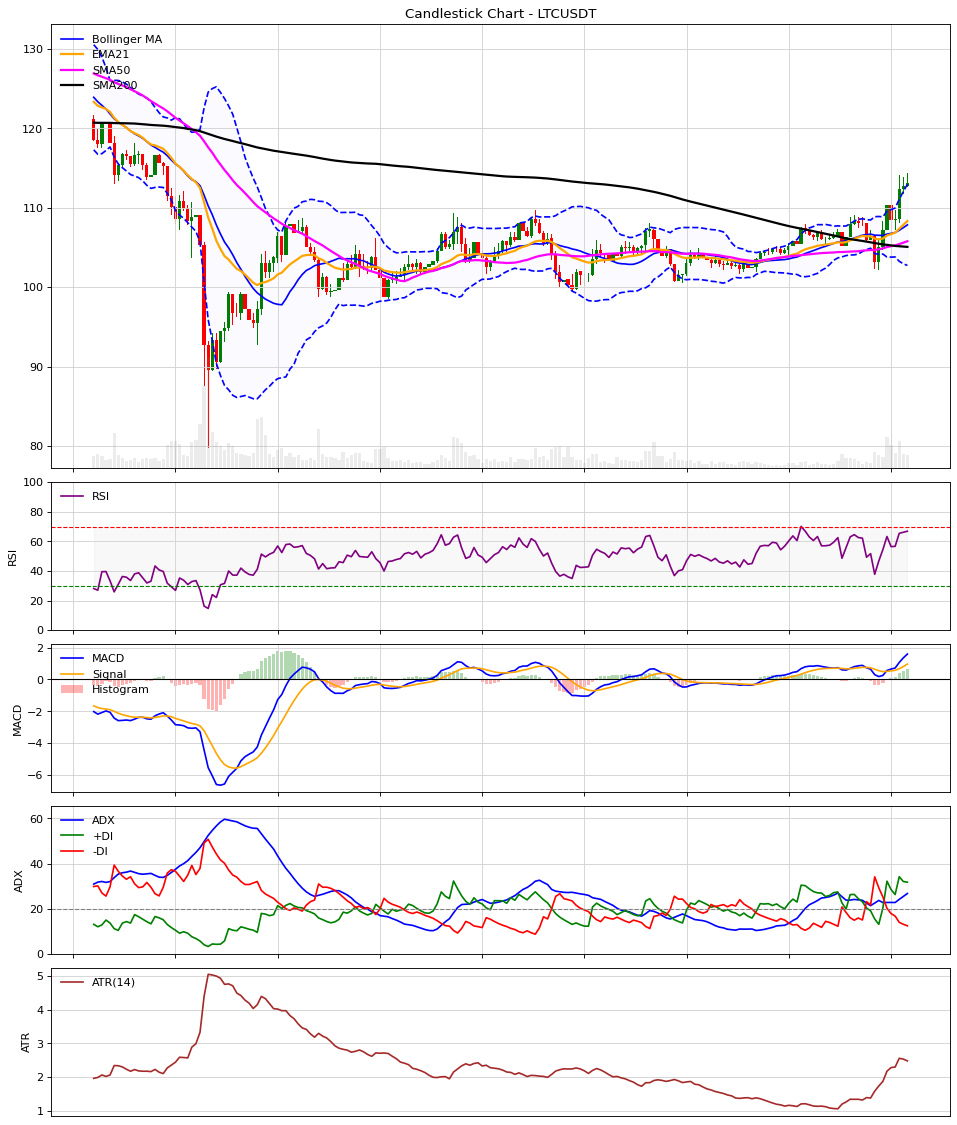 Candlestick Chart - LTCUSDT
Bollinger MA
EMA21
SMA50
SMA200
130
120
110
100
90
80
RSI
100
80
60
40
20
0
RSI
MACD
Signal
Histogram
2
0
−2
−4
−6
MACD
ADX
+DI
-DI
60
40
20
0
ADX
ATR(14)
5
4
3
2
1
ATR